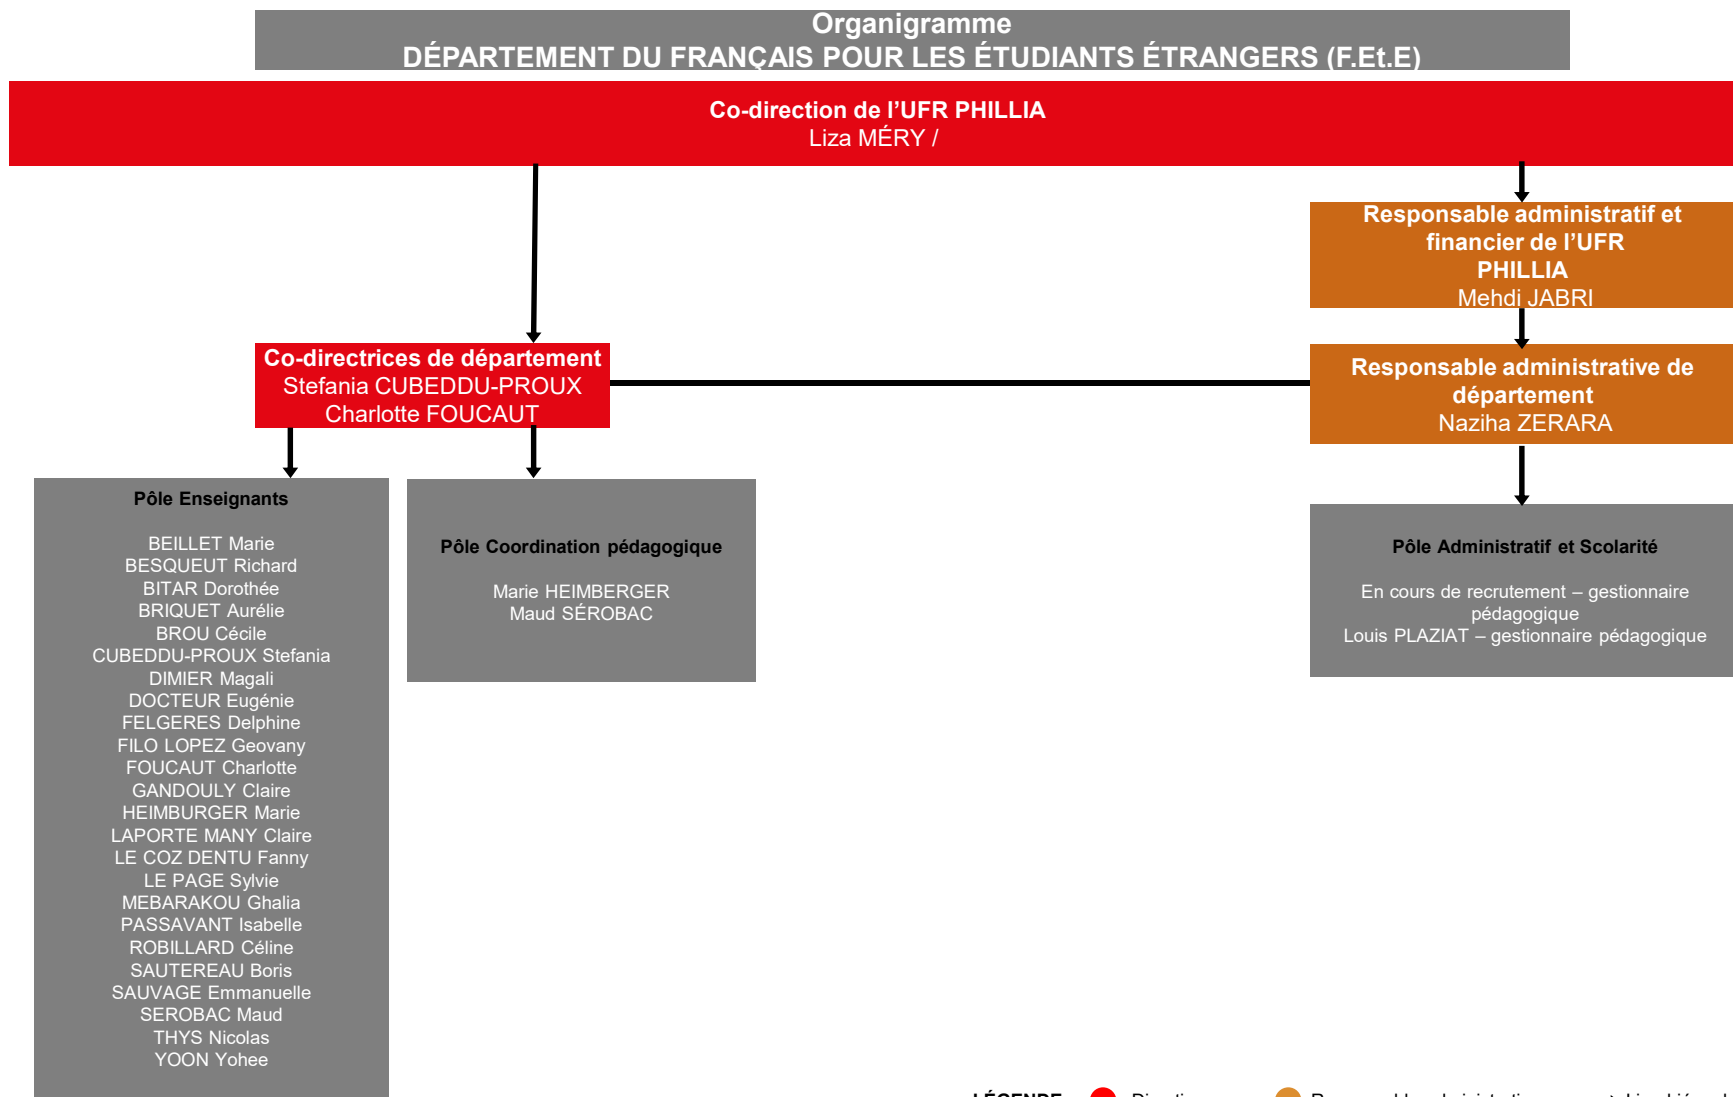 Organigramme
DÉPARTEMENT DU FRANÇAIS POUR LES ÉTUDIANTS ÉTRANGERS (F.Et.E)
Co-direction de l'UFR PHILLIA
Liza MÉRY /
Responsable administratif et
financier de l'UFR
PHILLIA
Mehdi JABRI
Co-directrices de département
Stefania CUBEDDU-PROUX
Charlotte FOUCAUT
Responsable administrative de
département
Naziha ZERARA
Pôle Enseignants
BEILLET Marie
BESQUEUT Richard
BITAR Dorothée
BRIQUET Aurélie
BROU Cécile
CUBEDDU-PROUX Stefania
DIMIER Magali
DOCTEUR Eugénie
FELGERES Delphine
FILO LOPEZ Geovany
FOUCAUT Charlotte
GANDOULY Claire
HEIMBURGER Marie
LAPORTE MANY Claire
LE COZ DENTU Fanny
LE PAGE Sylvie
MEBARAKOU Ghalia
PASSAVANT Isabelle
ROBILLARD Céline
SAUTEREAU Boris
SAUVAGE Emmanuelle
SEROBAC Maud
THYS Nicolas
YOON Yohee
Pôle Coordination pédagogique
Marie HEIMBERGER
Maud SÉROBAC
Pôle Administratif et Scolarité
En cours de recrutement – gestionnaire
pédagogique
Louis PLAZIAT – gestionnaire pédagogique
LÉGENDE